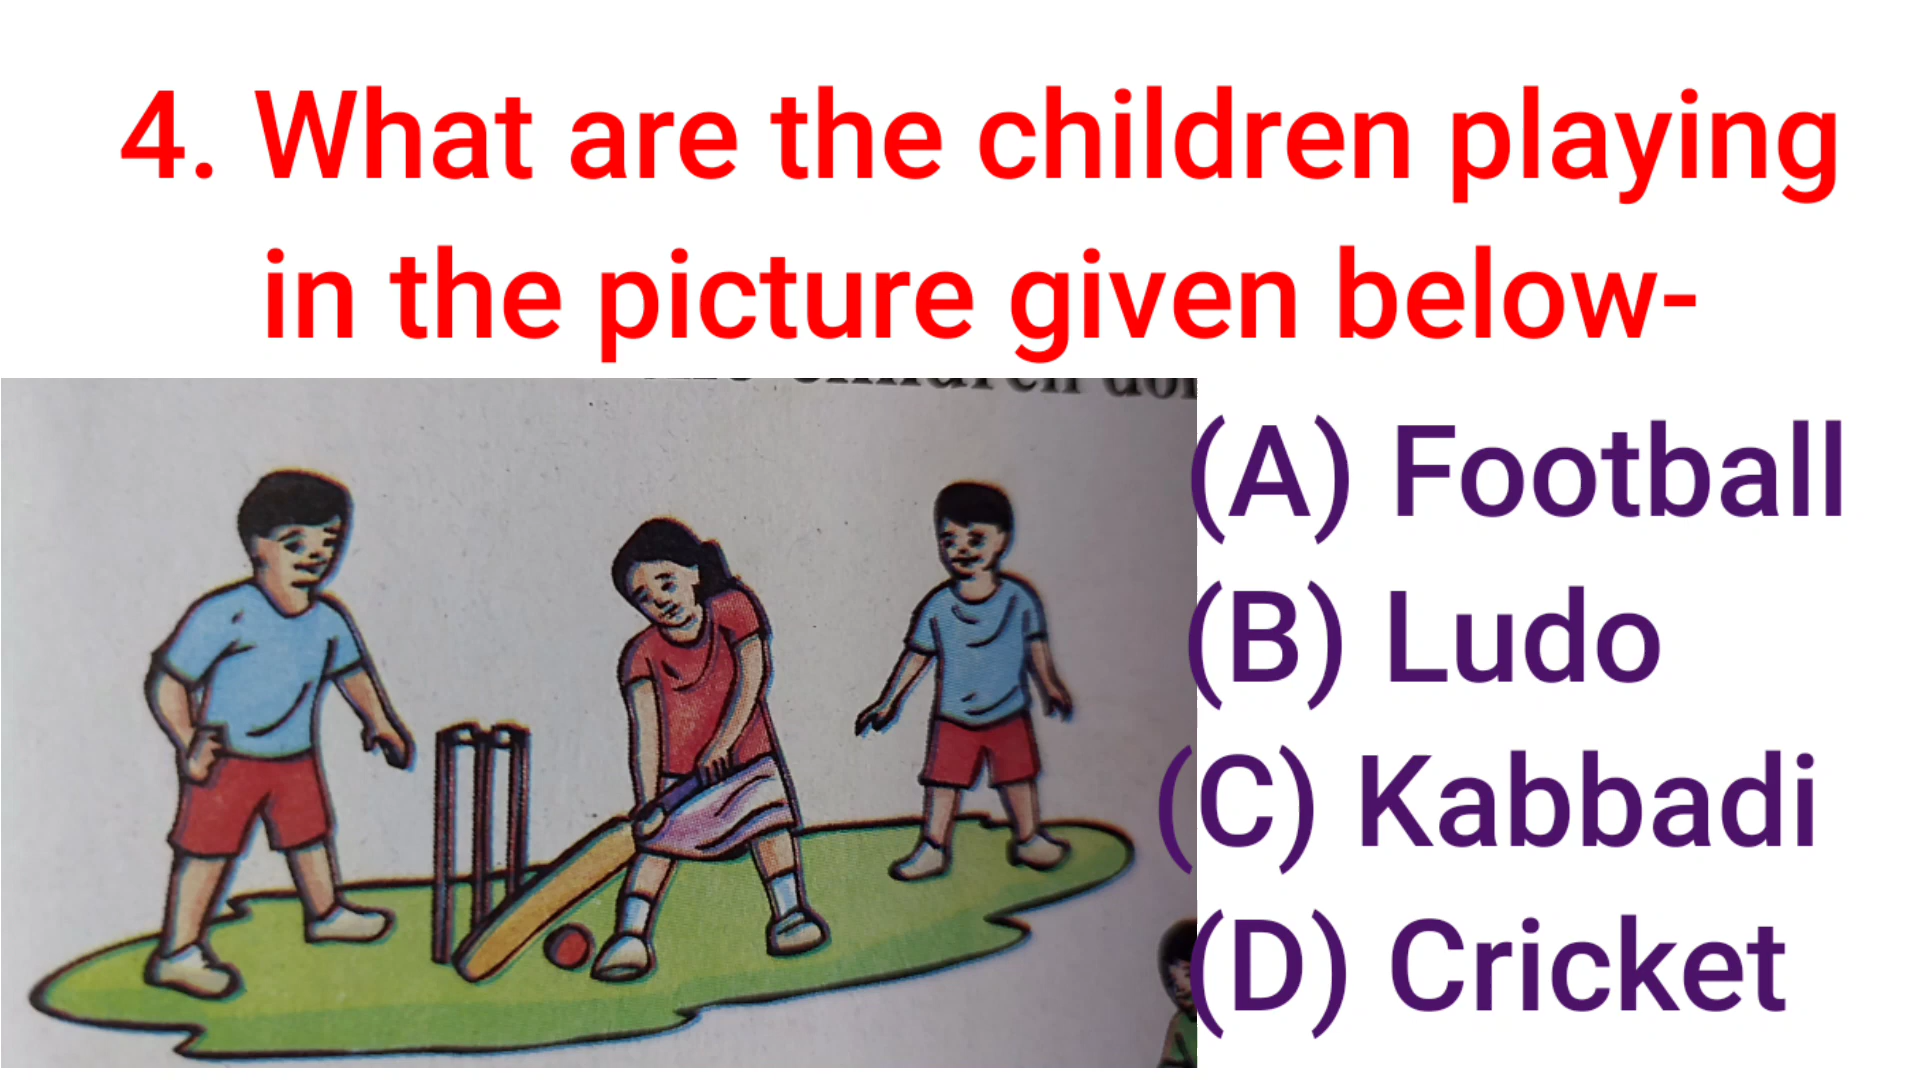 4. What are the children playing
in the picture given below-
(A) Football
(B) Ludo
(C) Kabbadi
(D) Cricket